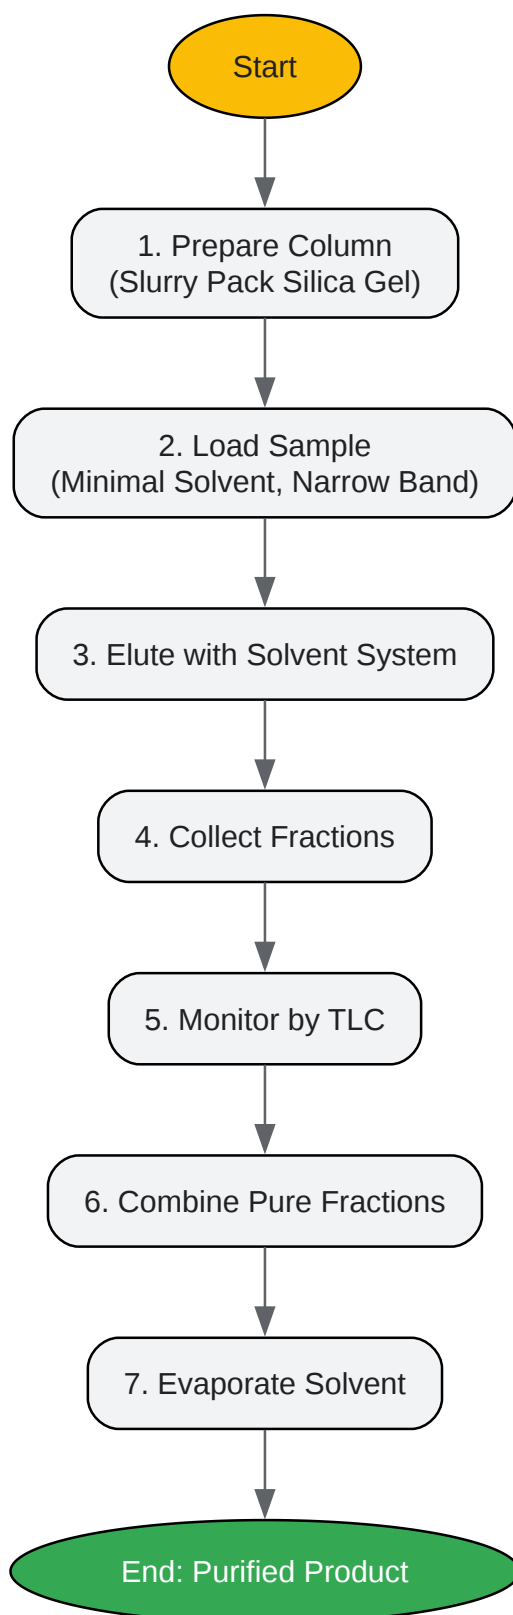 Start
1. Prepare Column
(Slurry Pack Silica Gel)
2. Load Sample
(Minimal Solvent, Narrow Band)
3. Elute with Solvent System
4. Collect Fractions
5. Monitor by TLC
6. Combine Pure Fractions
7. Evaporate Solvent
End: Purified Product